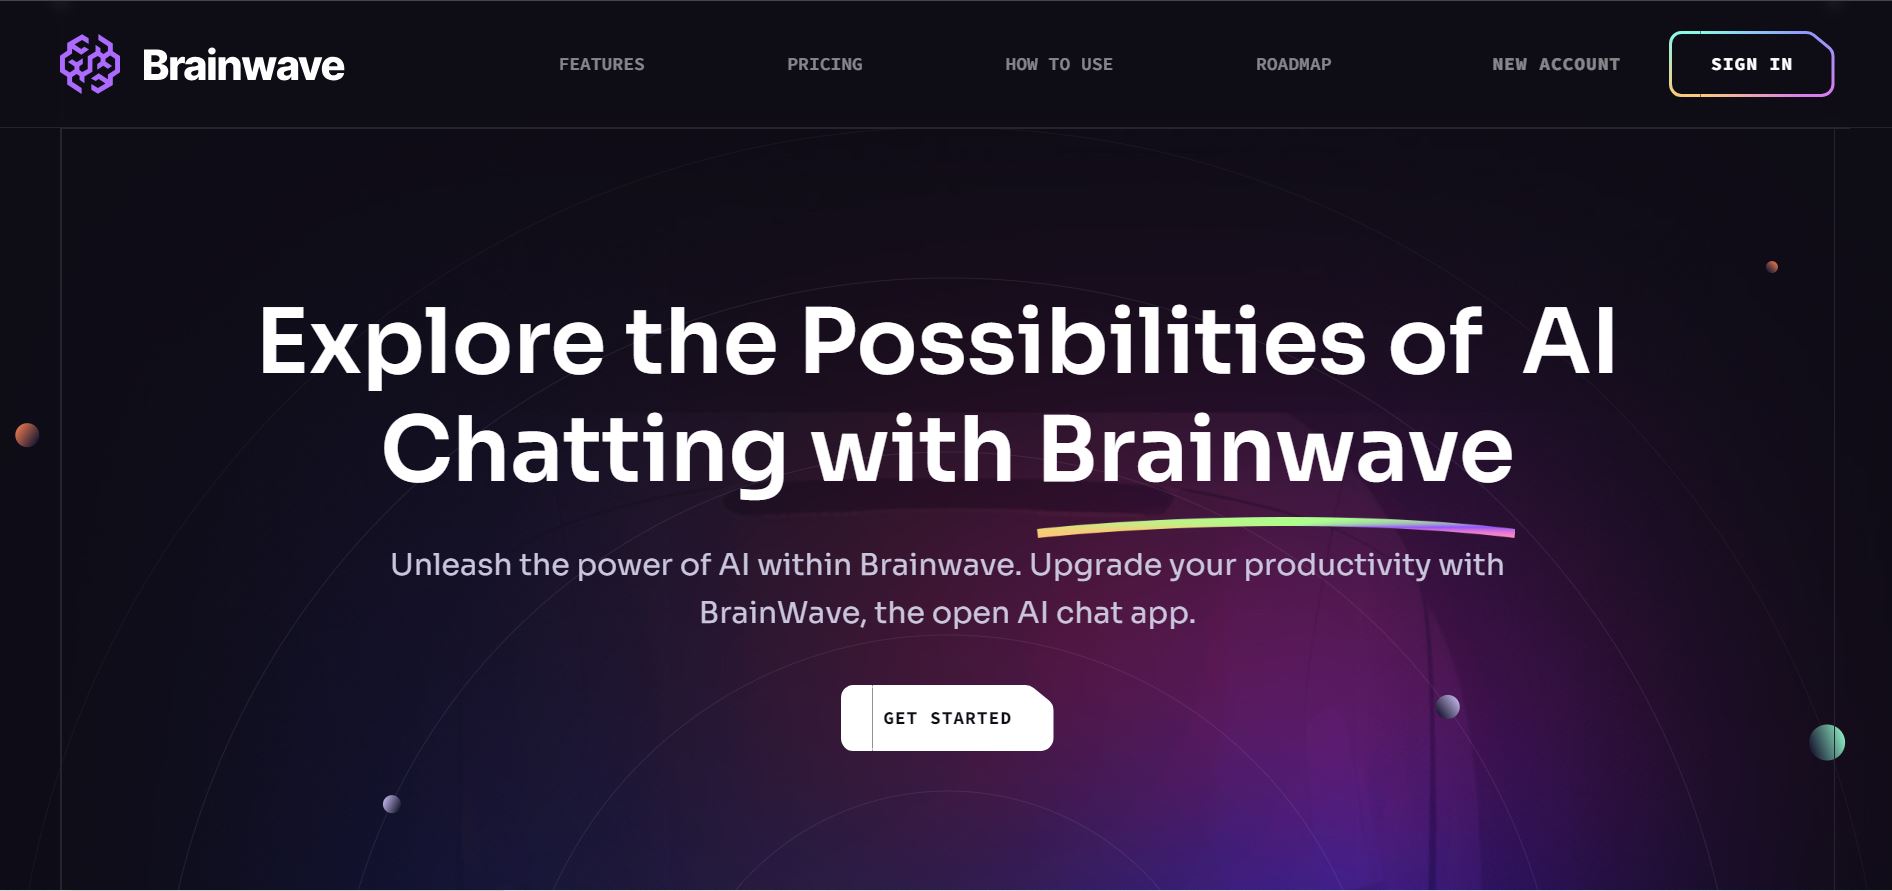 Brainwave
FEATURES
PRICING
HOW TO USE
ROADMAP
NEW ACCOUNT
SIGN IN
Explore the Possibilities of  AI
Chatting with Brainwave
Unleash the power of AI within Brainwave. Upgrade your productivity with
BrainWave, the open AI chat app.
GET STARTED